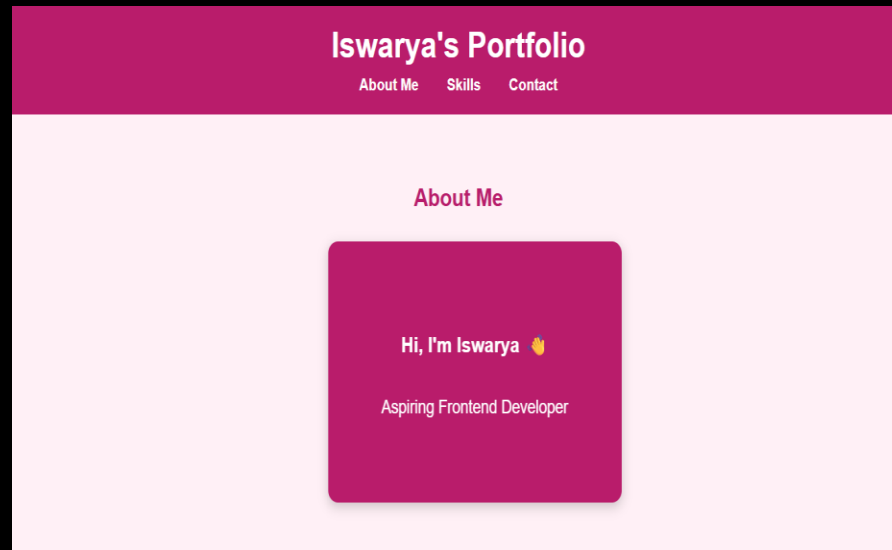 Iswarya's Portfolio
About Me Skills Contact
About Me
Hi, I'm Iswarya 👋
Aspiring Frontend Developer